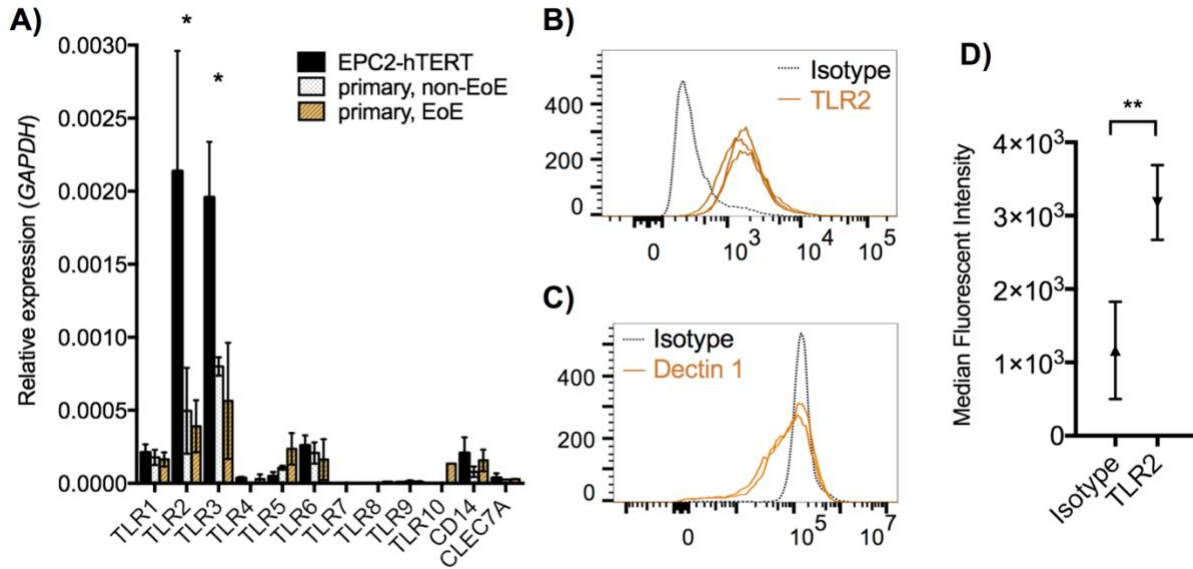 A)
Relative expression (GAPDH)
0.0030
0.0025
0.0020
0.0015
0.0010
0.0005
0.0000
*
*
EPC2-hTERT
primary, non-EoE
primary, EoE
TLR1
TLR2
TLR3
TLR4
TLR5
TLR6
TLR7
TLR8
TLR9
TLR10
CD14
CLEC7A
B)
Isotype
TLR2
400
200
0
0
10³
10⁴
10⁵
C)
Isotype
Dectin 1
400
200
0
0
10⁵
10⁶
10⁷
D)
**
Median Fluorescent Intensity
4×10³
3×10³
2×10³
1×10³
0
Isotype
TLR2